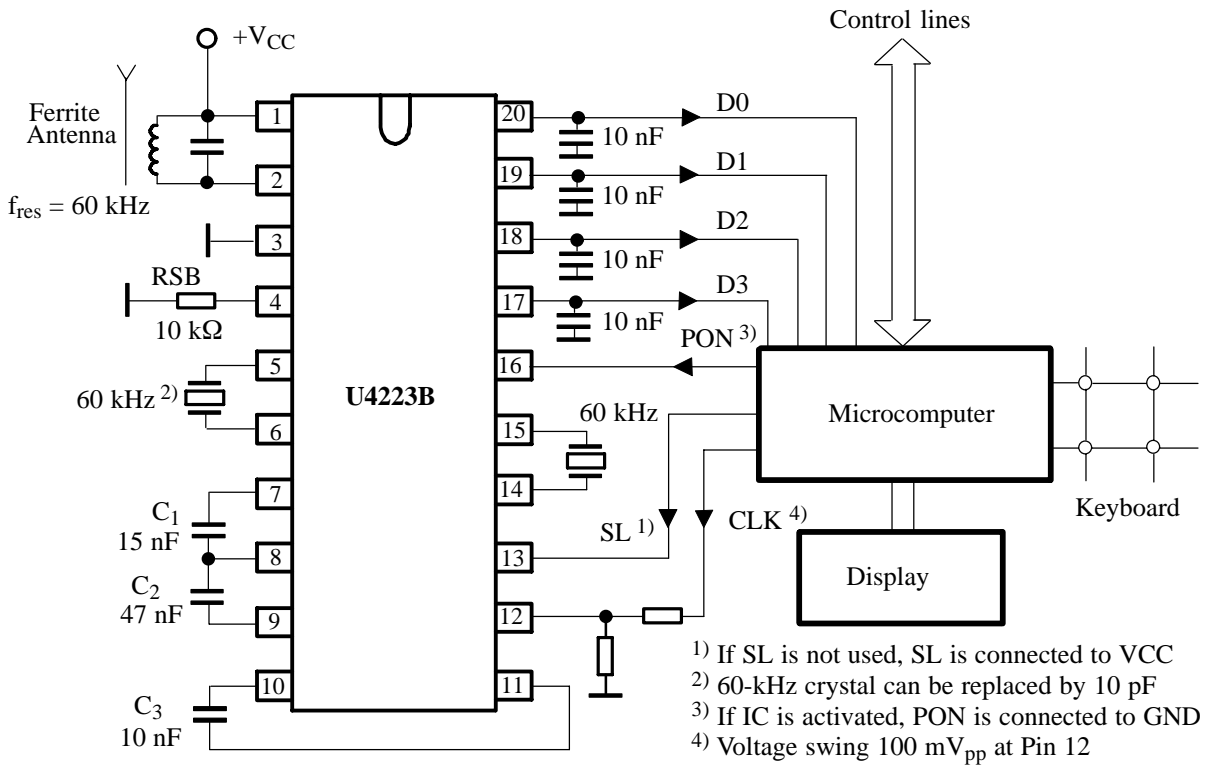 Control lines
+VCC
Ferrite
Antenna
fres = 60 kHz
1
2
3
RSB
4
10 kΩ
5
60 kHz 2)
6
7
C1
15 nF
8
C2
47 nF
9
10
C3
10 nF
U4223B
20
10 nF
D0
19
10 nF
D1
18
10 nF
D2
17
10 nF
D3
16
PON 3)
15
60 kHz
14
13
SL 1)
CLK 4)
12
11
Microcomputer
Keyboard
Display
1) If SL is not used, SL is connected to VCC
2) 60-kHz crystal can be replaced by 10 pF
3) If IC is activated, PON is connected to GND
4) Voltage swing 100 mVpp at Pin 12